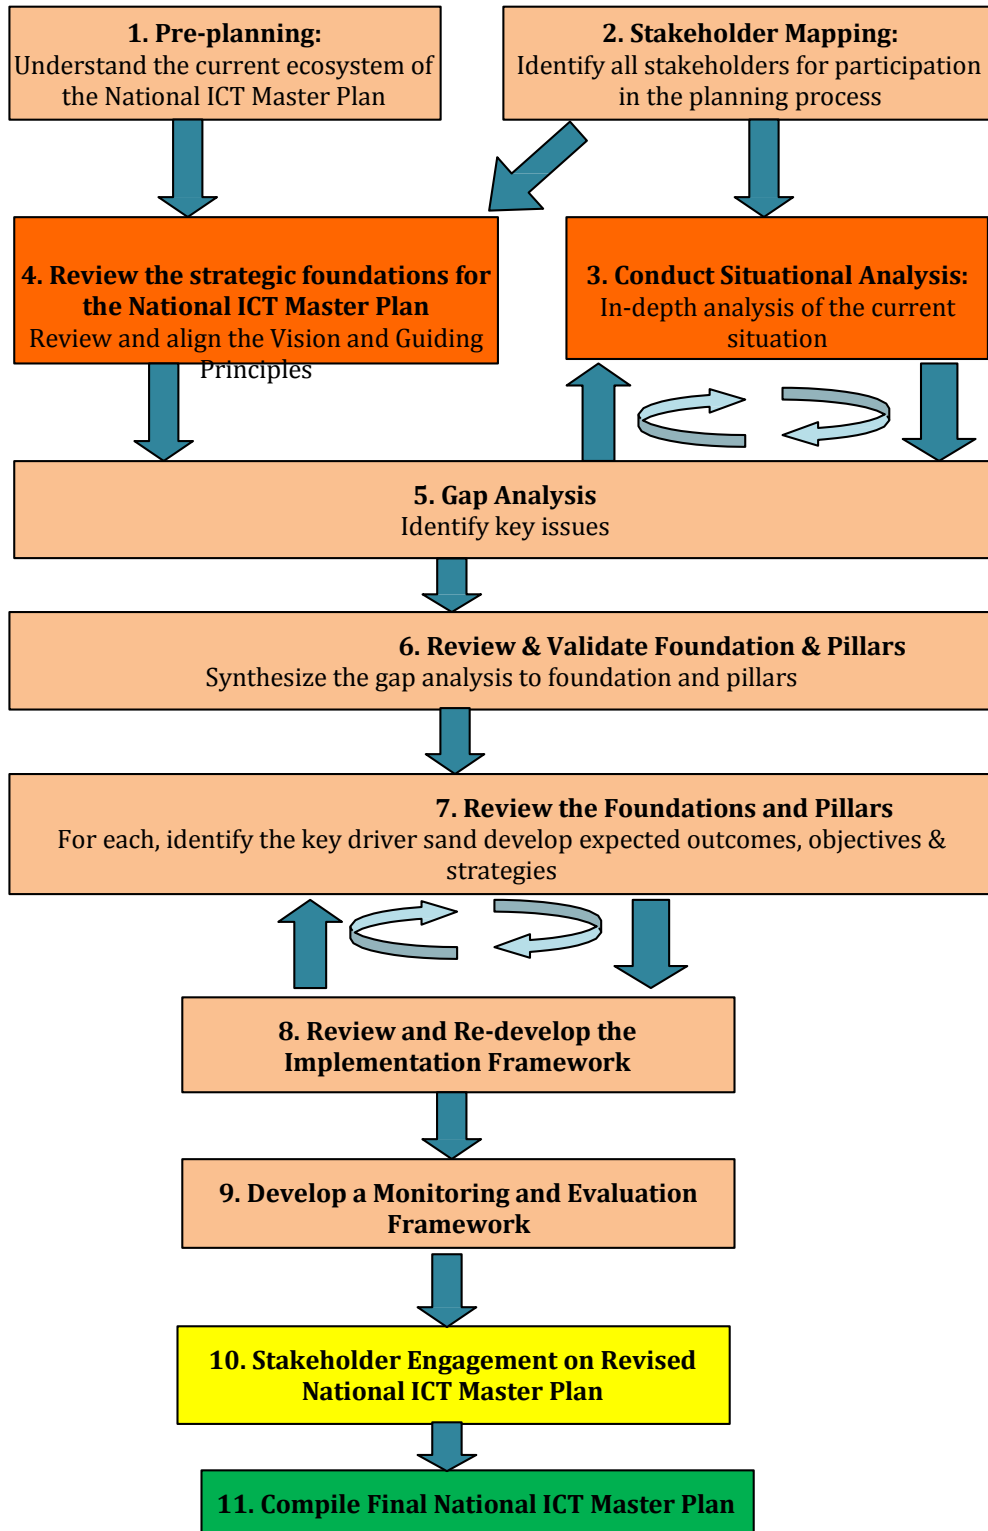 1. Pre-planning:
Understand the current ecosystem of
the National ICT Master Plan
2. Stakeholder Mapping:
Identify all stakeholders for participation
in the planning process
4. Review the strategic foundations for
the National ICT Master Plan
Review and align the Vision and Guiding
Principles
3. Conduct Situational Analysis:
In-depth analysis of the current
situation
5. Gap Analysis
Identify key issues
6. Review & Validate Foundation & Pillars
Synthesize the gap analysis to foundation and pillars
7. Review the Foundations and Pillars
For each, identify the key driver sand develop expected outcomes, objectives &
strategies
8. Review and Re-develop the
Implementation Framework
9. Develop a Monitoring and Evaluation
Framework
10. Stakeholder Engagement on Revised
National ICT Master Plan
11. Compile Final National ICT Master Plan